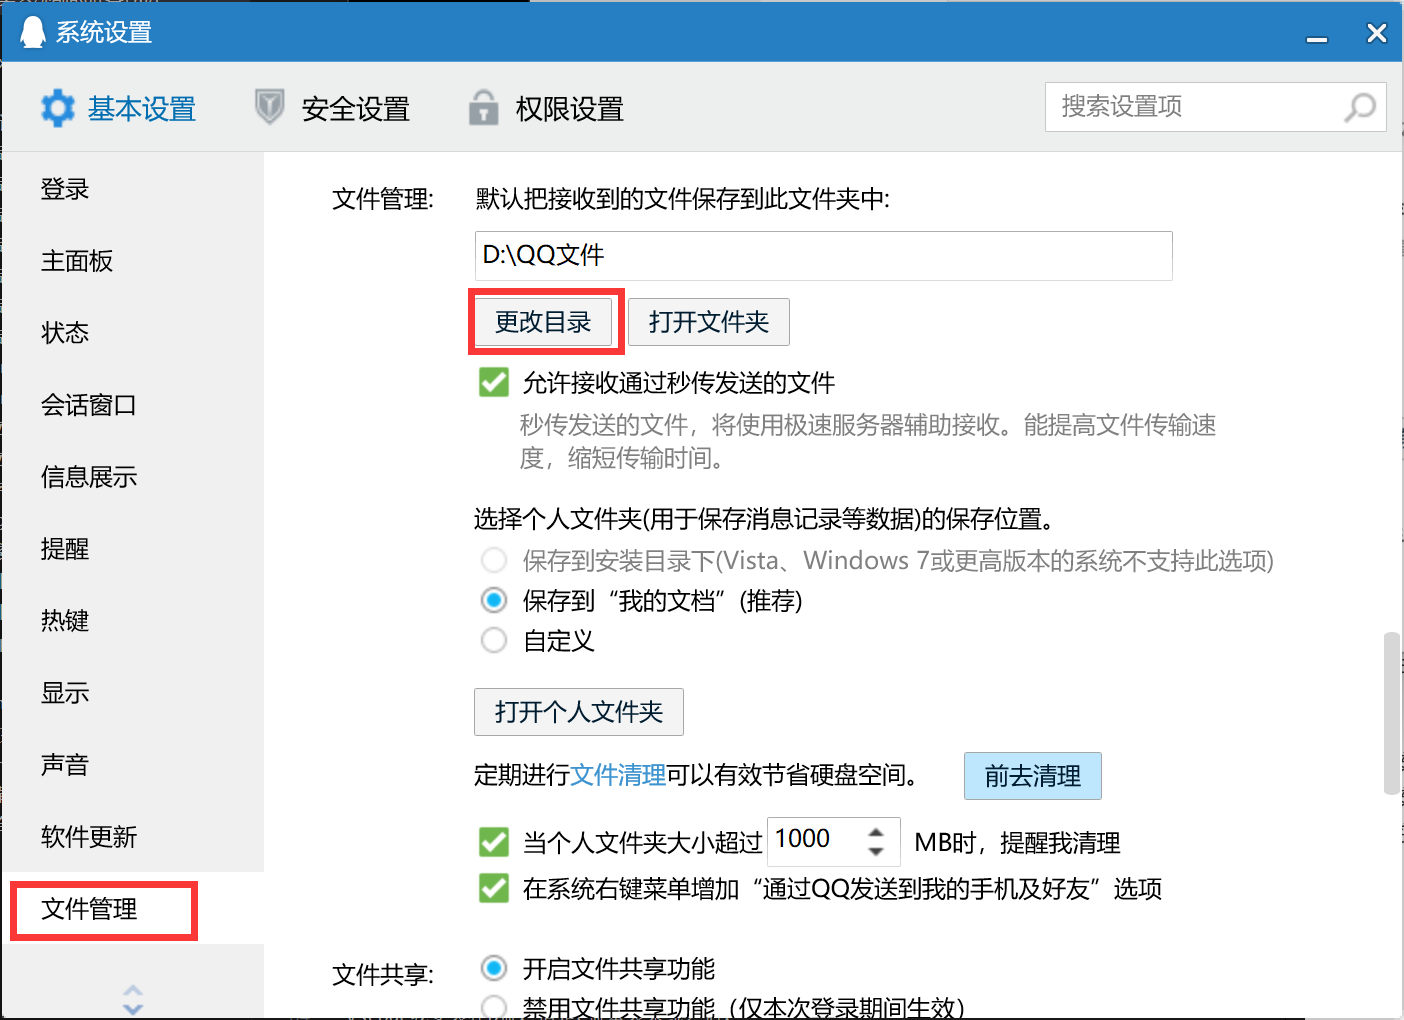 系统设置
基本设置
安全设置
权限设置
搜索设置项
登录
主面板
状态
会话窗口
信息展示
提醒
热键
显示
声音
软件更新
文件管理
文件管理:
默认把接收到的文件保存到此文件夹中:
D:\QQ文件
更改目录
打开文件夹
允许接收通过秒传发送的文件
秒传发送的文件，将使用极速服务器辅助接收。能提高文件传输速
度，缩短传输时间。
选择个人文件夹(用于保存消息记录等数据)的保存位置。
保存到安装目录下(Vista、Windows 7或更高版本的系统不支持此选项)
保存到“我的文档”(推荐)
自定义
打开个人文件夹
定期进行文件清理可以有效节省硬盘空间。
前去清理
当个人文件夹大小超过 1000 MB时，提醒我清理
在系统右键菜单增加“通过QQ发送到我的手机及好友”选项
文件共享:
开启文件共享功能
禁用文件共享功能（仅本次登录期间生效）